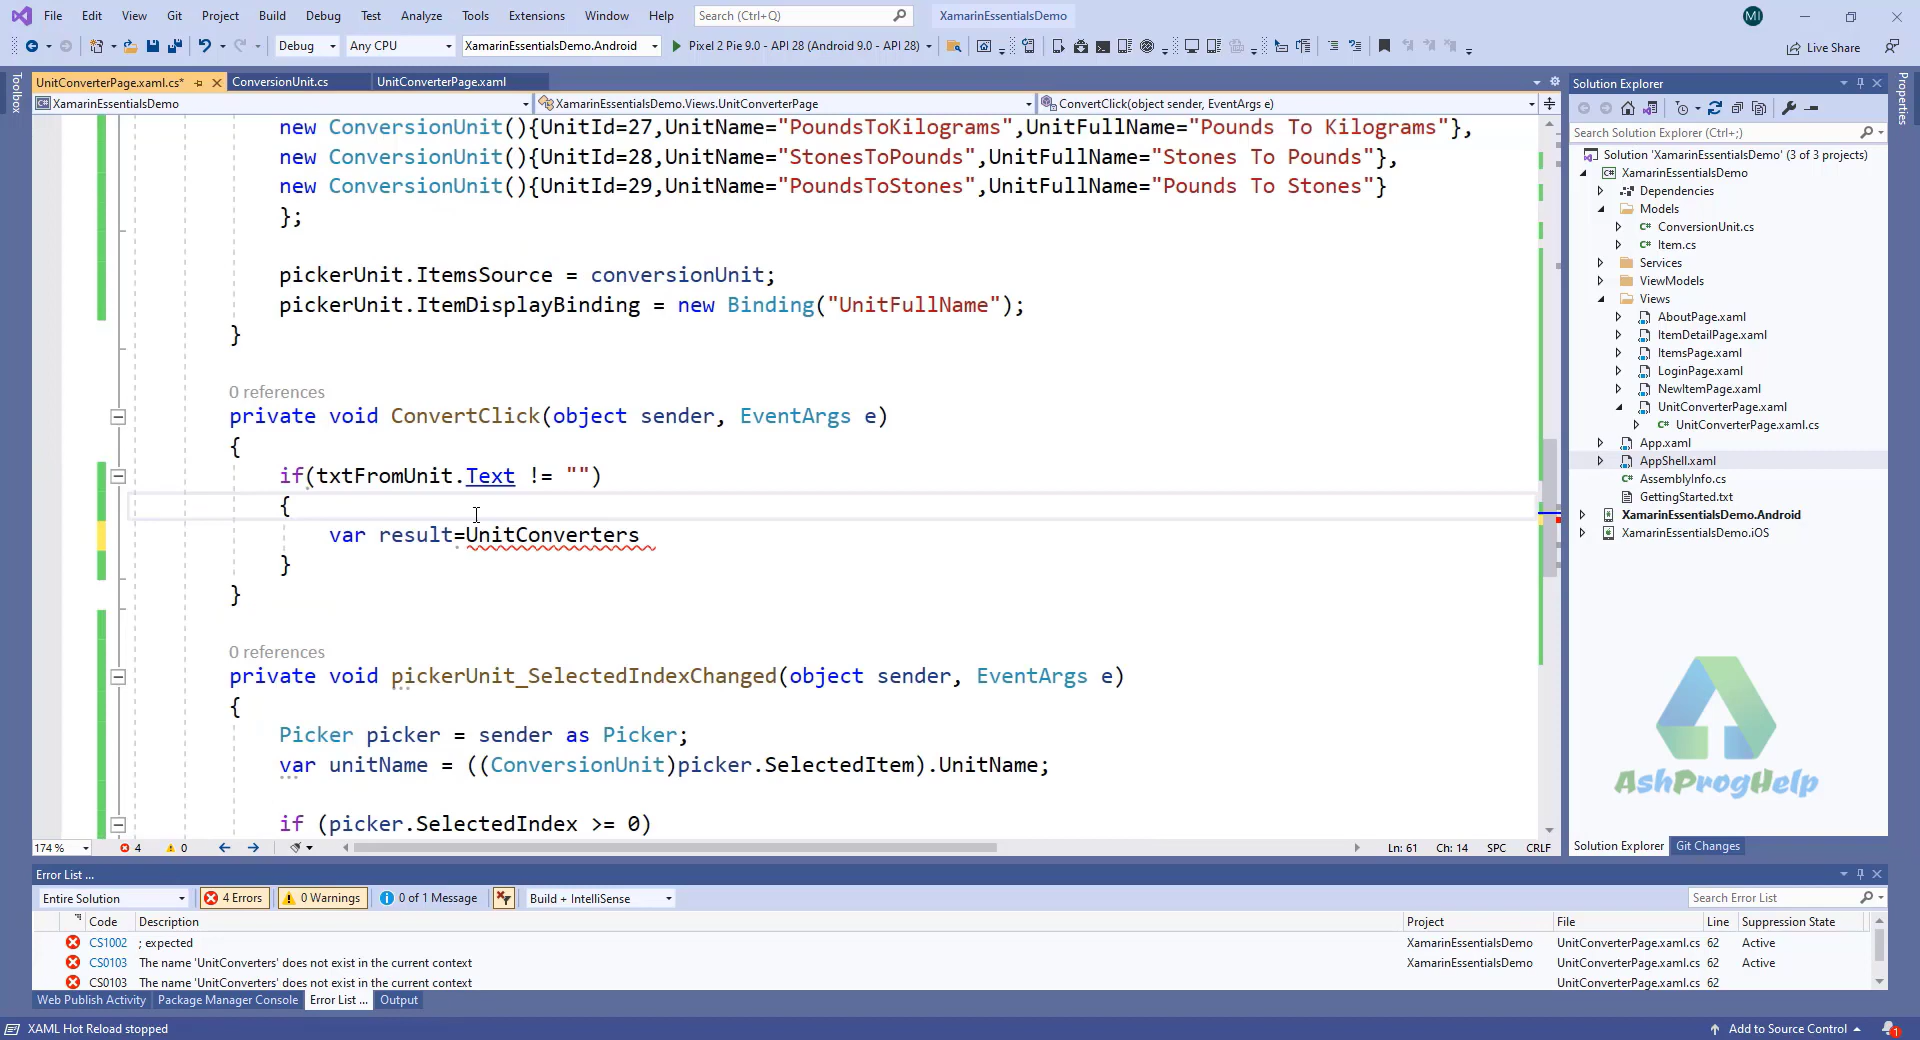 File Edit View Git Project Build Debug Test Analyze Tools Extensions Window Help Search (Ctrl+Q) XamarinEssentialsDemo MI
Debug Any CPU XamarinEssentialsDemo.Android Pixel 2 Pie 9.0 - API 28 (Android 9.0 - API 28) Live Share
Toolbox
UnitConverterPage.xaml.cs* ConversionUnit.cs UnitConverterPage.xaml
XamarinEssentialsDemo XamarinEssentialsDemo.Views.UnitConverterPage ConvertClick(object sender, EventArgs e)
new ConversionUnit(){UnitId=27,UnitName="PoundsToKilograms",UnitFullName="Pounds To Kilograms"},
new ConversionUnit(){UnitId=28,UnitName="StonesToPounds",UnitFullName="Stones To Pounds"},
new ConversionUnit(){UnitId=29,UnitName="PoundsToStones",UnitFullName="Pounds To Stones"}
};
pickerUnit.ItemsSource = conversionUnit;
pickerUnit.ItemDisplayBinding = new Binding("UnitFullName");
}
0 references
private void ConvertClick(object sender, EventArgs e)
{
if(txtFromUnit.Text != "")
{
var result=UnitConverters
}
}
0 references
private void pickerUnit_SelectedIndexChanged(object sender, EventArgs e)
{
Picker picker = sender as Picker;
var unitName = ((ConversionUnit)picker.SelectedItem).UnitName;
if (picker.SelectedIndex >= 0)
174 % 4 0 Ln: 61 Ch: 14 SPC CRLF
Solution Explorer
Properties
Search Solution Explorer (Ctrl+;)
Solution 'XamarinEssentialsDemo' (3 of 3 projects)
XamarinEssentialsDemo
Dependencies
Models
ConversionUnit.cs
Item.cs
Services
ViewModels
Views
AboutPage.xaml
ItemDetailPage.xaml
ItemsPage.xaml
LoginPage.xaml
NewItemPage.xaml
UnitConverterPage.xaml
UnitConverterPage.xaml.cs
App.xaml
AppShell.xaml
AssemblyInfo.cs
GettingStarted.txt
XamarinEssentialsDemo.Android
XamarinEssentialsDemo.iOS
AshProgHelp
Solution Explorer Git Changes
Error List ...
Entire Solution 4 Errors 0 Warnings 0 of 1 Message Build + IntelliSense Search Error List
Code Description Project File Line Suppression State
CS1002 ; expected XamarinEssentialsDemo UnitConverterPage.xaml.cs 62 Active
CS0103 The name 'UnitConverters' does not exist in the current context XamarinEssentialsDemo UnitConverterPage.xaml.cs 62 Active
CS0103 The name 'UnitConverters' does not exist in the current context UnitConverterPage.xaml.cs 62
Web Publish Activity Package Manager Console Error List ... Output
XAML Hot Reload stopped Add to Source Control 1